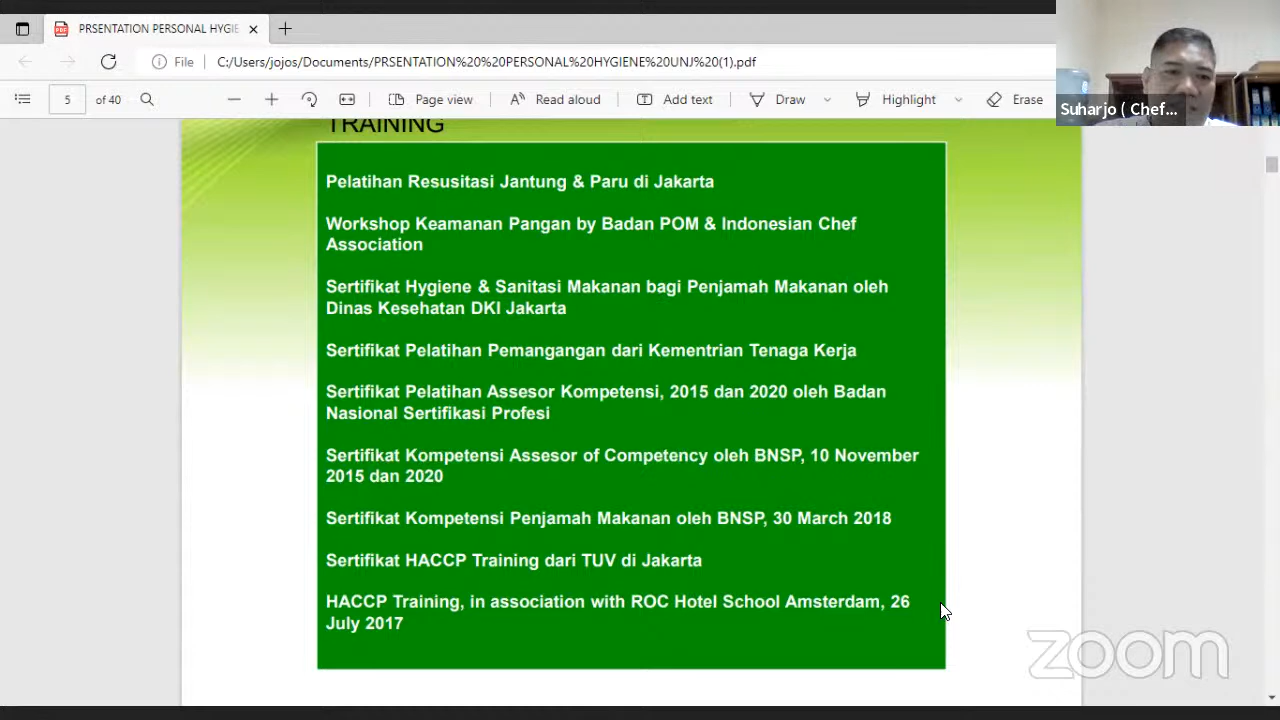 PRSENTATION PERSONAL HYGIE
File
C:/Users/jojos/Documents/PRSENTATION%20%20PERSONAL%20HYGIENE%20UNJ%20(1).pdf
5 of 40
Page view
Read aloud
Add text
Draw
Highlight
Erase
Suharjo ( Chef...
TRAINING
Pelatihan Resusitasi Jantung & Paru di Jakarta
Workshop Keamanan Pangan by Badan POM & Indonesian Chef
Association
Sertifikat Hygiene & Sanitasi Makanan bagi Penjamah Makanan oleh
Dinas Kesehatan DKI Jakarta
Sertifikat Pelatihan Pemangangan dari Kementrian Tenaga Kerja
Sertifikat Pelatihan Assesor Kompetensi, 2015 dan 2020 oleh Badan
Nasional Sertifikasi Profesi
Sertifikat Kompetensi Assesor of Competency oleh BNSP, 10 November
2015 dan 2020
Sertifikat Kompetensi Penjamah Makanan oleh BNSP, 30 March 2018
Sertifikat HACCP Training dari TUV di Jakarta
HACCP Training, in association with ROC Hotel School Amsterdam, 26
July 2017
zoom